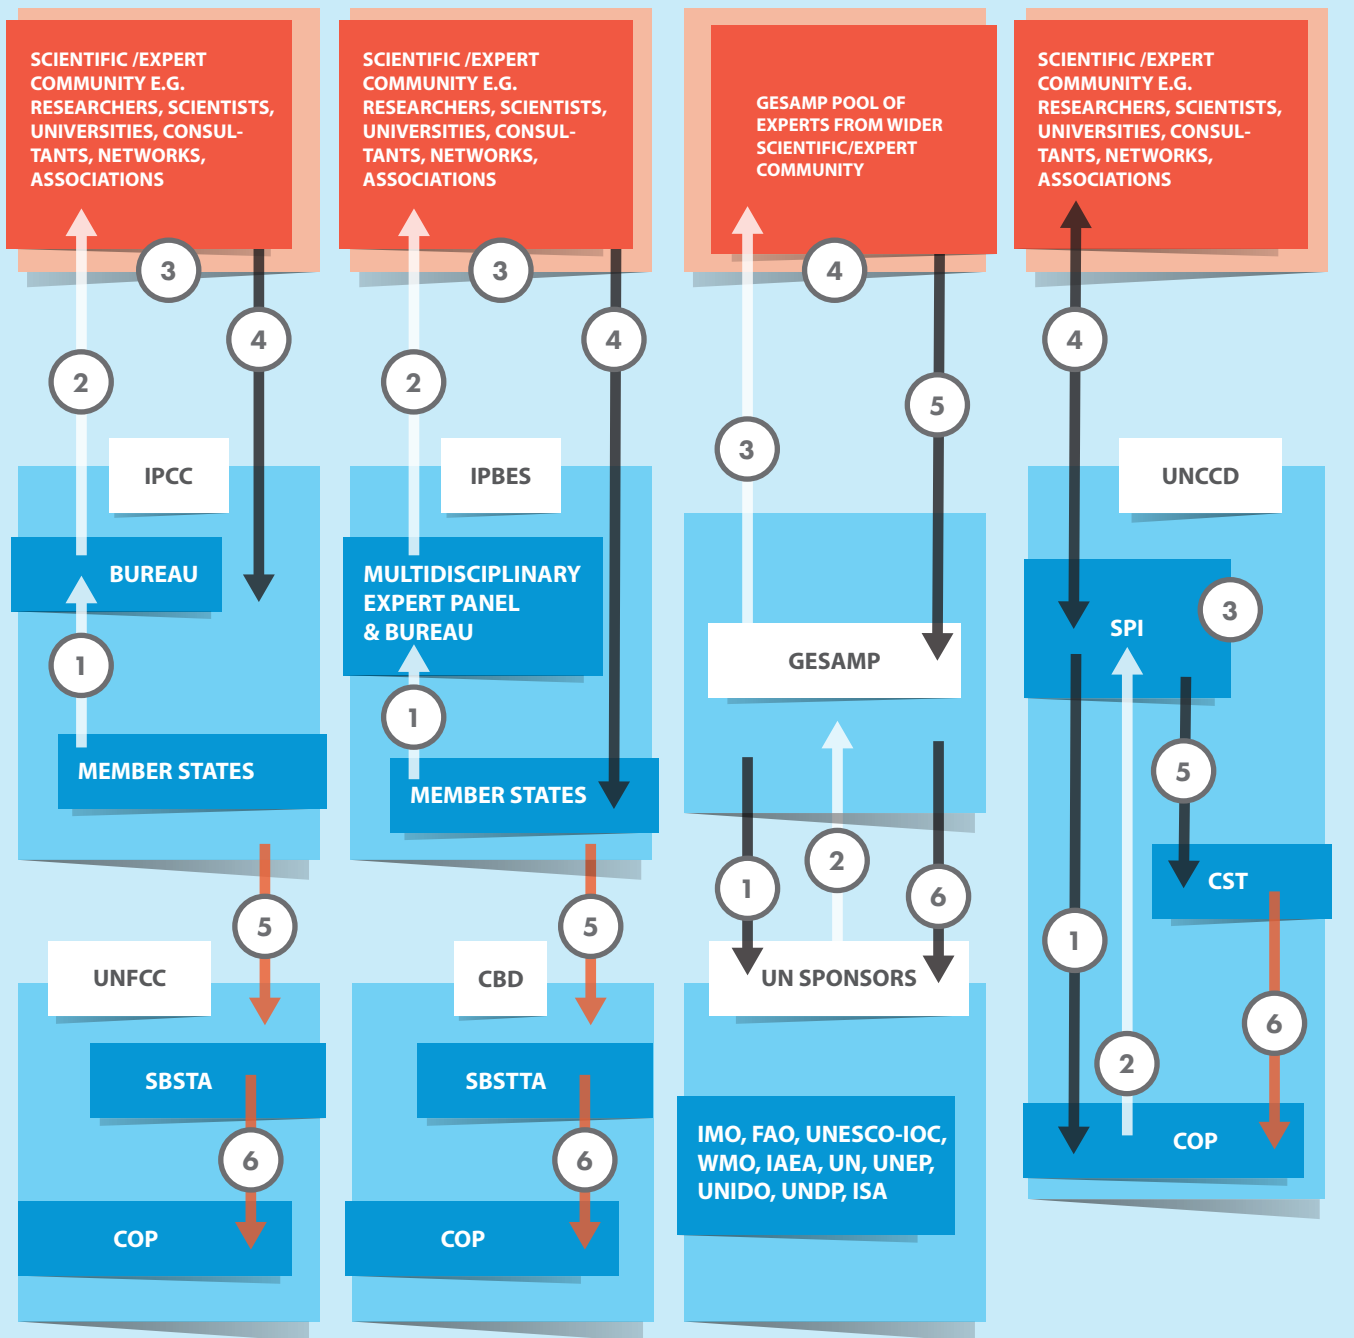 SCIENTIFIC /EXPERT
COMMUNITY E.G.
RESEARCHERS, SCIENTISTS,
UNIVERSITIES, CONSUL-
TANTS, NETWORKS,
ASSOCIATIONS
3
4
2
IPCC
BUREAU
1
MEMBER STATES
5
UNFCC
SBSTA
6
COP
SCIENTIFIC /EXPERT
COMMUNITY E.G.
RESEARCHERS, SCIENTISTS,
UNIVERSITIES, CONSUL-
TANTS, NETWORKS,
ASSOCIATIONS
3
4
2
IPBES
MULTIDISCIPLINARY
EXPERT PANEL
& BUREAU
1
MEMBER STATES
5
CBD
SBSTTA
6
COP
GESAMP POOL OF
EXPERTS FROM WIDER
SCIENTIFIC/EXPERT
COMMUNITY
4
5
3
GESAMP
2
1
6
UN SPONSORS
IMO, FAO, UNESCO-IOC,
WMO, IAEA, UN, UNEP,
UNIDO, UNDP, ISA
SCIENTIFIC /EXPERT
COMMUNITY E.G.
RESEARCHERS, SCIENTISTS,
UNIVERSITIES, CONSUL-
TANTS, NETWORKS,
ASSOCIATIONS
4
UNCCD
3
SPI
5
CST
1
6
2
COP